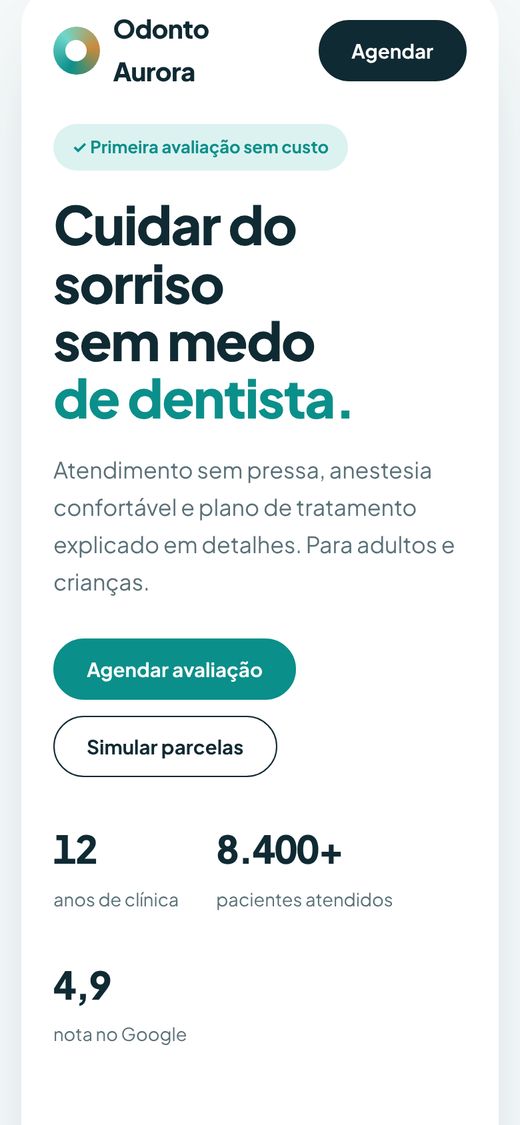 Odonto
Aurora
Agendar
✓ Primeira avaliação sem custo
Cuidar do
sorriso
sem medo
de dentista.
Atendimento sem pressa, anestesia
confortável e plano de tratamento
explicado em detalhes. Para adultos e
crianças.
Agendar avaliação
Simular parcelas
12
anos de clínica
8.400+
pacientes atendidos
4,9
nota no Google